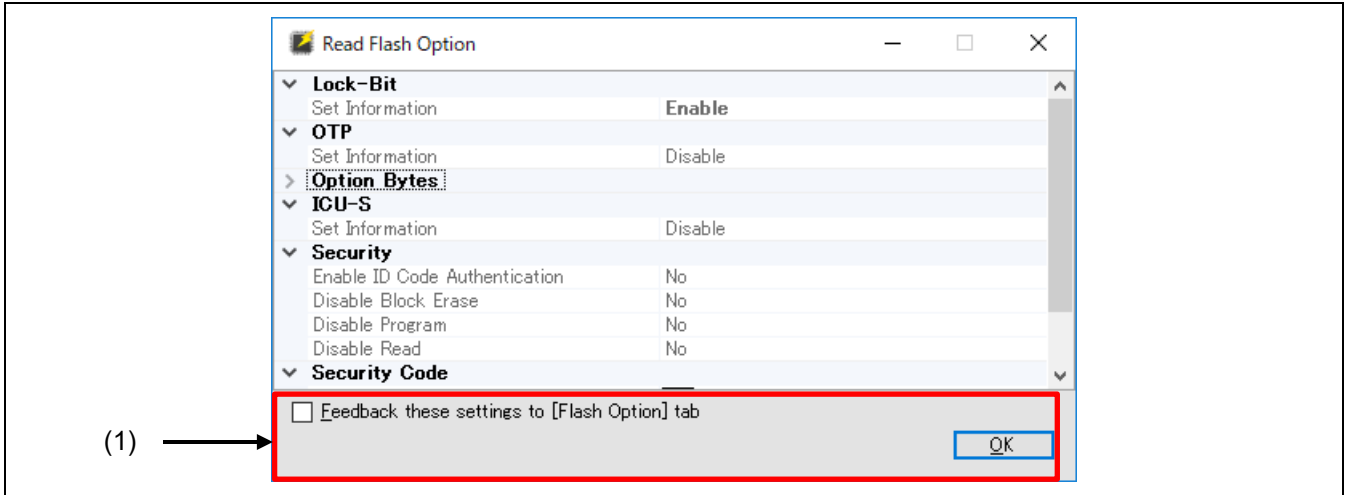 Read Flash Option
Lock-Bit
Set Information Enable
OTP
Set Information Disable
Option Bytes
ICU-S
Set Information Disable
Security
Enable ID Code Authentication No
Disable Block Erase No
Disable Program No
Disable Read No
Security Code
Feedback these settings to [Flash Option] tab
(1)
OK